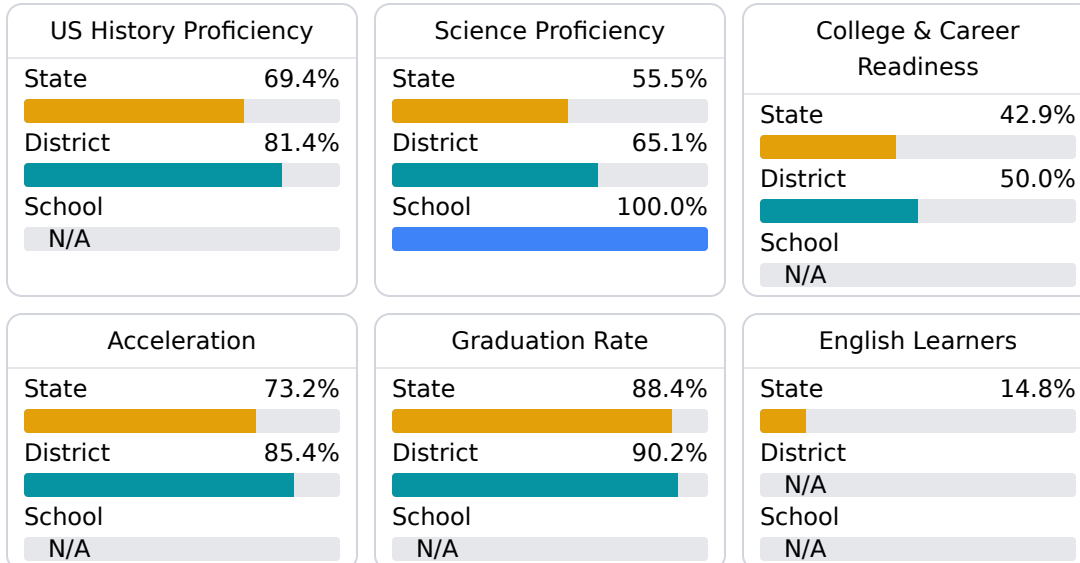 US History Proficiency
State 69.4%
District 81.4%
School
N/A
Science Proficiency
State 55.5%
District 65.1%
School 100.0%
College & Career
Readiness
State 42.9%
District 50.0%
School
N/A
Acceleration
State 73.2%
District 85.4%
School
N/A
Graduation Rate
State 88.4%
District 90.2%
School
N/A
English Learners
State 14.8%
District
N/A
School
N/A